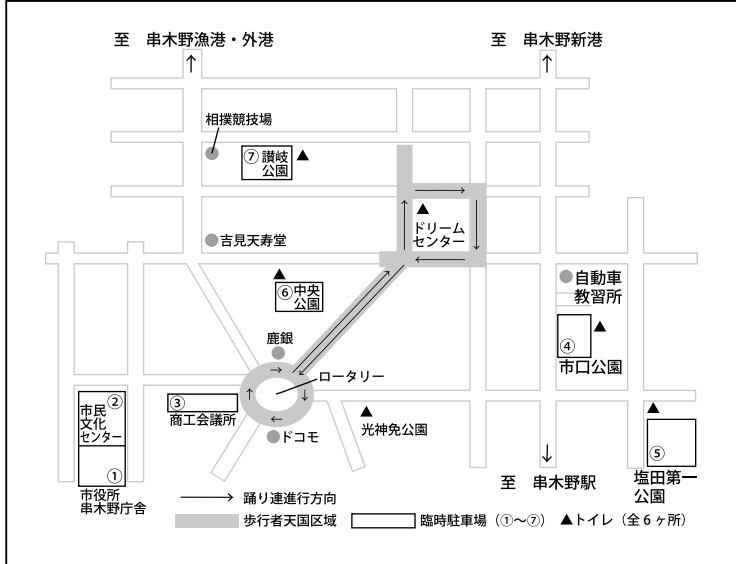 至　串木野漁港・外港
至　串木野新港
相撲競技場
⑦ 讃岐
公園
▲
吉見天寿堂
▲
ドリーム
センター
▲
⑥ 中央
公園
自動車
教習所
④
▲
市口公園
鹿銀
ロータリー
②
市民
文化
センター
①
市役所
串木野庁舎
③
商工会議所
ドコモ
▲
光神免公園
▲
⑤
塩田第一
公園
至　串木野駅
踊り連進行方向
歩行者天国区域
臨時駐車場（①～⑦）
▲トイレ（全６ヶ所）